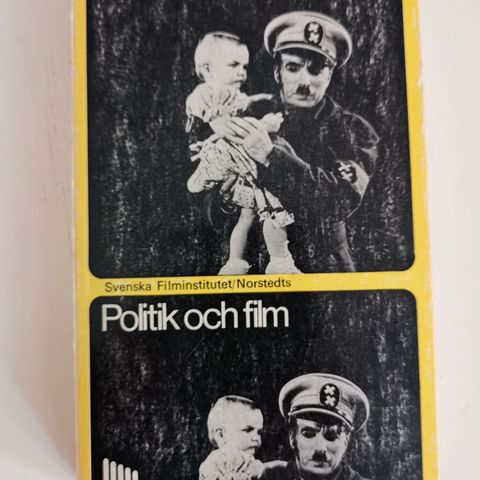 Svenska Filminstitutet/Norstedts
Politik och film